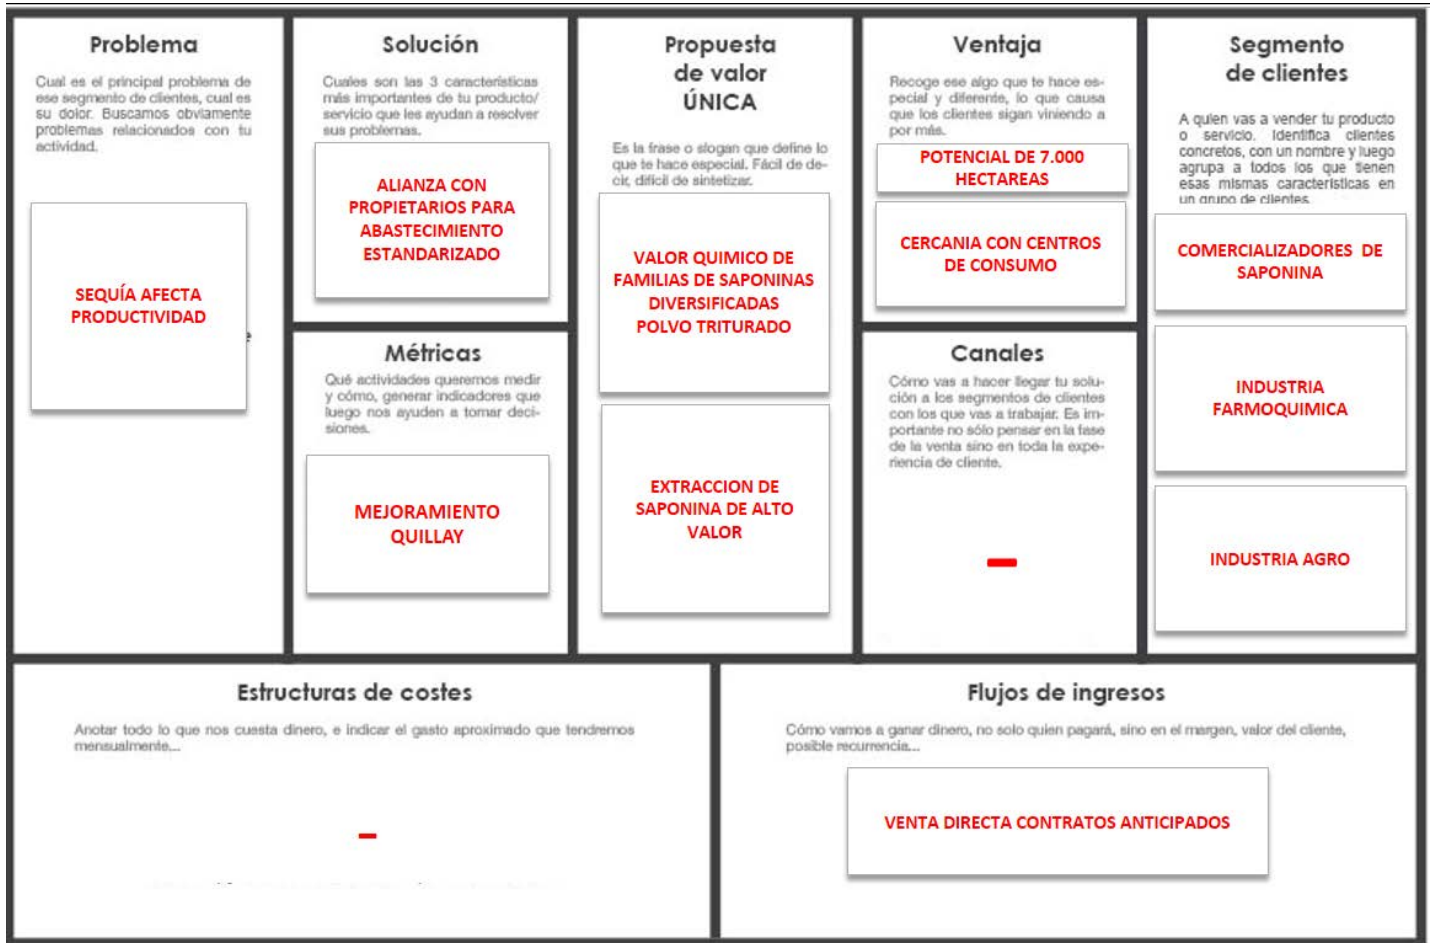 Problema
Cual es el principal problema de
ese segmento de clientes, cual es
su dolor. Buscamos obviamente
problemas relacionados con tu
actividad.
SEQUÍA AFECTA
PRODUCTIVIDAD
Solución
Cuales son las 3 características
más importantes de tu producto/
servicio que les ayudan a resolver
sus problemas.
ALIANZA CON
PROPIETARIOS PARA
ABASTECIMIENTO
ESTANDARIZADO
Métricas
Qué actividades queremos medir
y cómo, generar indicadores que
luego nos ayuden a tomar deci-
siones.
MEJORAMIENTO
QUILLAY
Propuesta
de valor
ÚNICA
Es la frase o slogan que define lo
que te hace especial. Fácil de de-
cir, difícil de sintetizar.
VALOR QUIMICO DE
FAMILIAS DE SAPONINAS
DIVERSIFICADAS
POLVO TRITURADO
EXTRACCION DE
SAPONINA DE ALTO
VALOR
Ventaja
Recoge ese algo que te hace es-
pecial y diferente, lo que causa
que los clientes sigan viniendo a
por más.
POTENCIAL DE 7.000
HECTAREAS
CERCANIA CON CENTROS
DE CONSUMO
Canales
Cómo vas a hacer llegar tu solu-
ción a los segmentos de clientes
con los que vas a trabajar. Es im-
portante no sólo pensar en la fase
de la venta sino en toda la expe-
riencia de cliente.
-
Segmento
de clientes
A quien vas a vender tu producto
o servicio. Identifica clientes
concretos, con un nombre y luego
agrupa a todos los que tienen
esas mismas características en
un grupo de clientes.
COMERCIALIZADORES DE
SAPONINA
INDUSTRIA
FARMOQUIMICA
INDUSTRIA AGRO
Estructuras de costes
Anotar todo lo que nos cuesta dinero, e indicar el gasto aproximado que tendremos
mensualmente...
-
Flujos de ingresos
Cómo vamos a ganar dinero, no solo quien pagará, sino en el margen, valor del cliente,
posible recurrencia...
VENTA DIRECTA CONTRATOS ANTICIPADOS